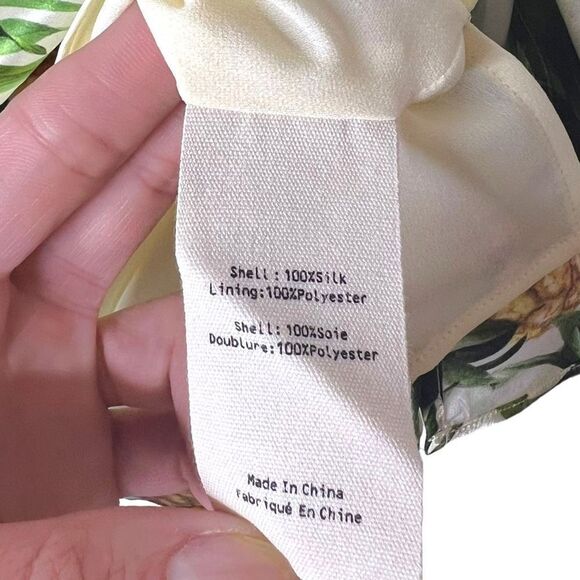 Shell : 100%Silk
Lining:100%Polyester
Shell: 100%Soie
Doublure:100%Polyester
Made In China
Fabriqué En Chine